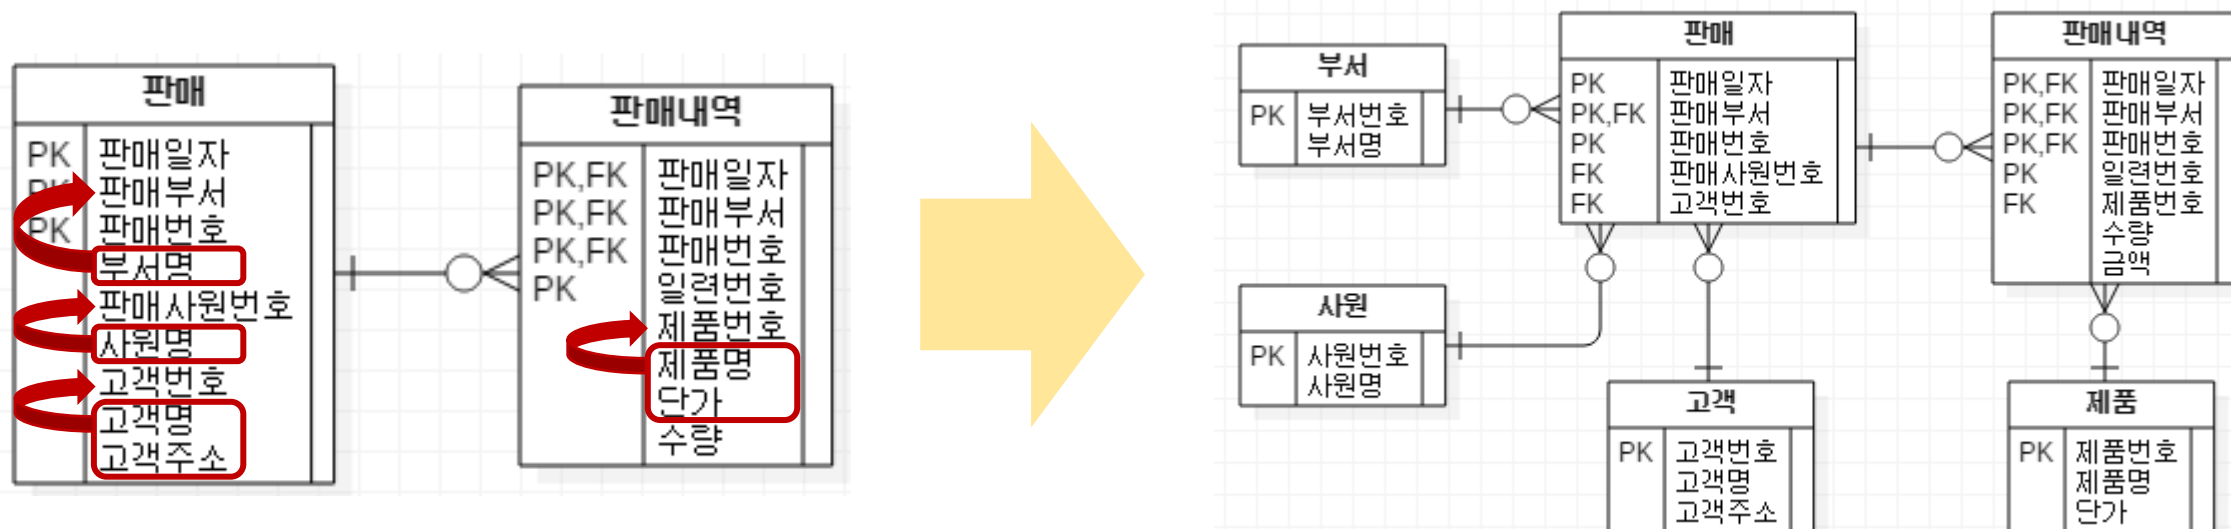 판매
PK 판매일자
PK 판매부서
PK 판매번호
부서명
판매사원번호
사원명
고객번호
고객명
고객주소
판매내역
PK,FK 판매일자
PK,FK 판매부서
PK,FK 판매번호
PK 일련번호
제품번호
제품명
단가
수량
부서
PK 부서번호
부서명
판매
PK 판매일자
PK,FK 판매부서
PK 판매번호
FK 판매사원번호
FK 고객번호
판매내역
PK,FK 판매일자
PK,FK 판매부서
PK,FK 판매번호
PK 일련번호
FK 제품번호
수량
금액
사원
PK 사원번호
사원명
고객
PK 고객번호
고객명
고객주소
제품
PK 제품번호
제품명
단가